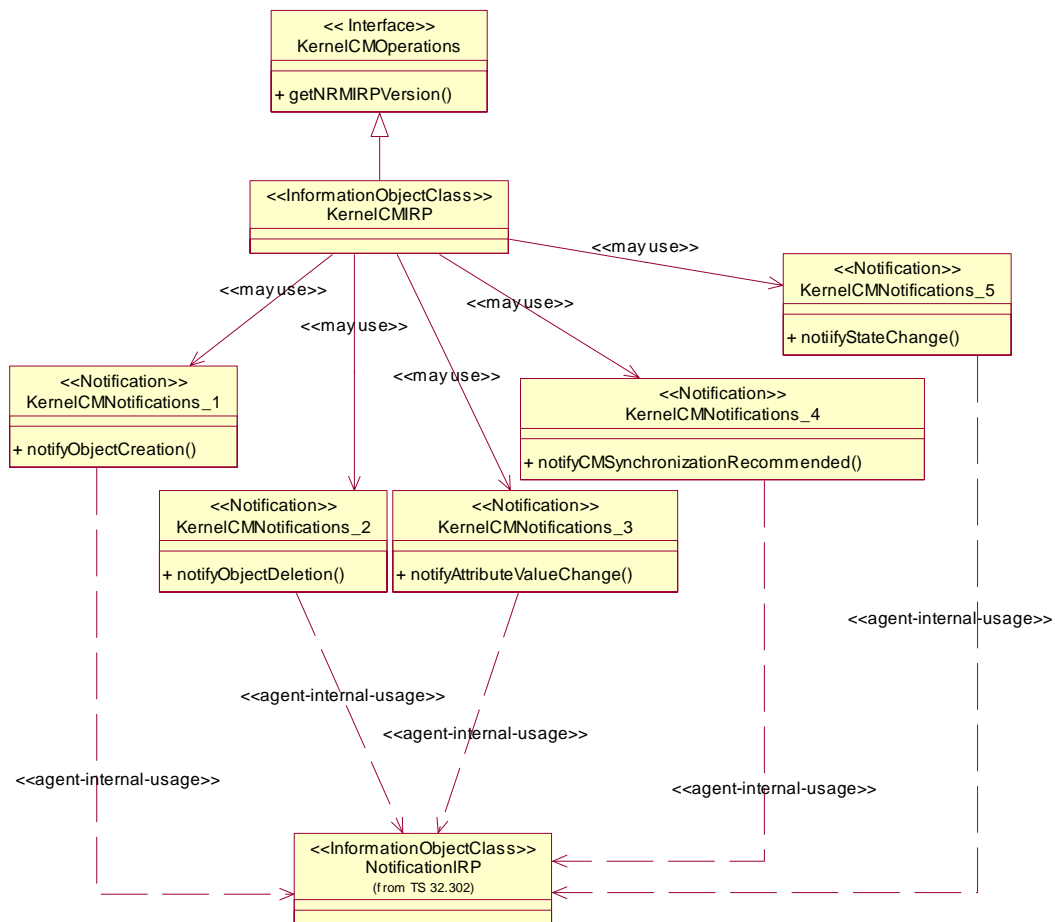 << Interface>>
KernelCMOperations
+ getNRMIRPVersion()
<<InformationObjectClass>>
KernelCMIRP
<<may use>>
<<Notification>>
KernelCMNotifications_5
+ notiifyStateChange()
<<may use>>
<<may use>>
<<may use>>
<<may use>>
<<Notification>>
KernelCMNotifications_1
+ notifyObjectCreation()
<<Notification>>
KernelCMNotifications_4
+ notifyCMSynchronizationRecommended()
<<Notification>>
KernelCMNotifications_2
+ notifyObjectDeletion()
<<Notification>>
KernelCMNotifications_3
+ notifyAttributeValueChange()
<<agent-internal-usage>>
<<agent-internal-usage>>
<<agent-internal-usage>>
<<agent-internal-usage>>
<<agent-internal-usage>>
<<InformationObjectClass>>
NotificationIRP
(from TS 32.302)